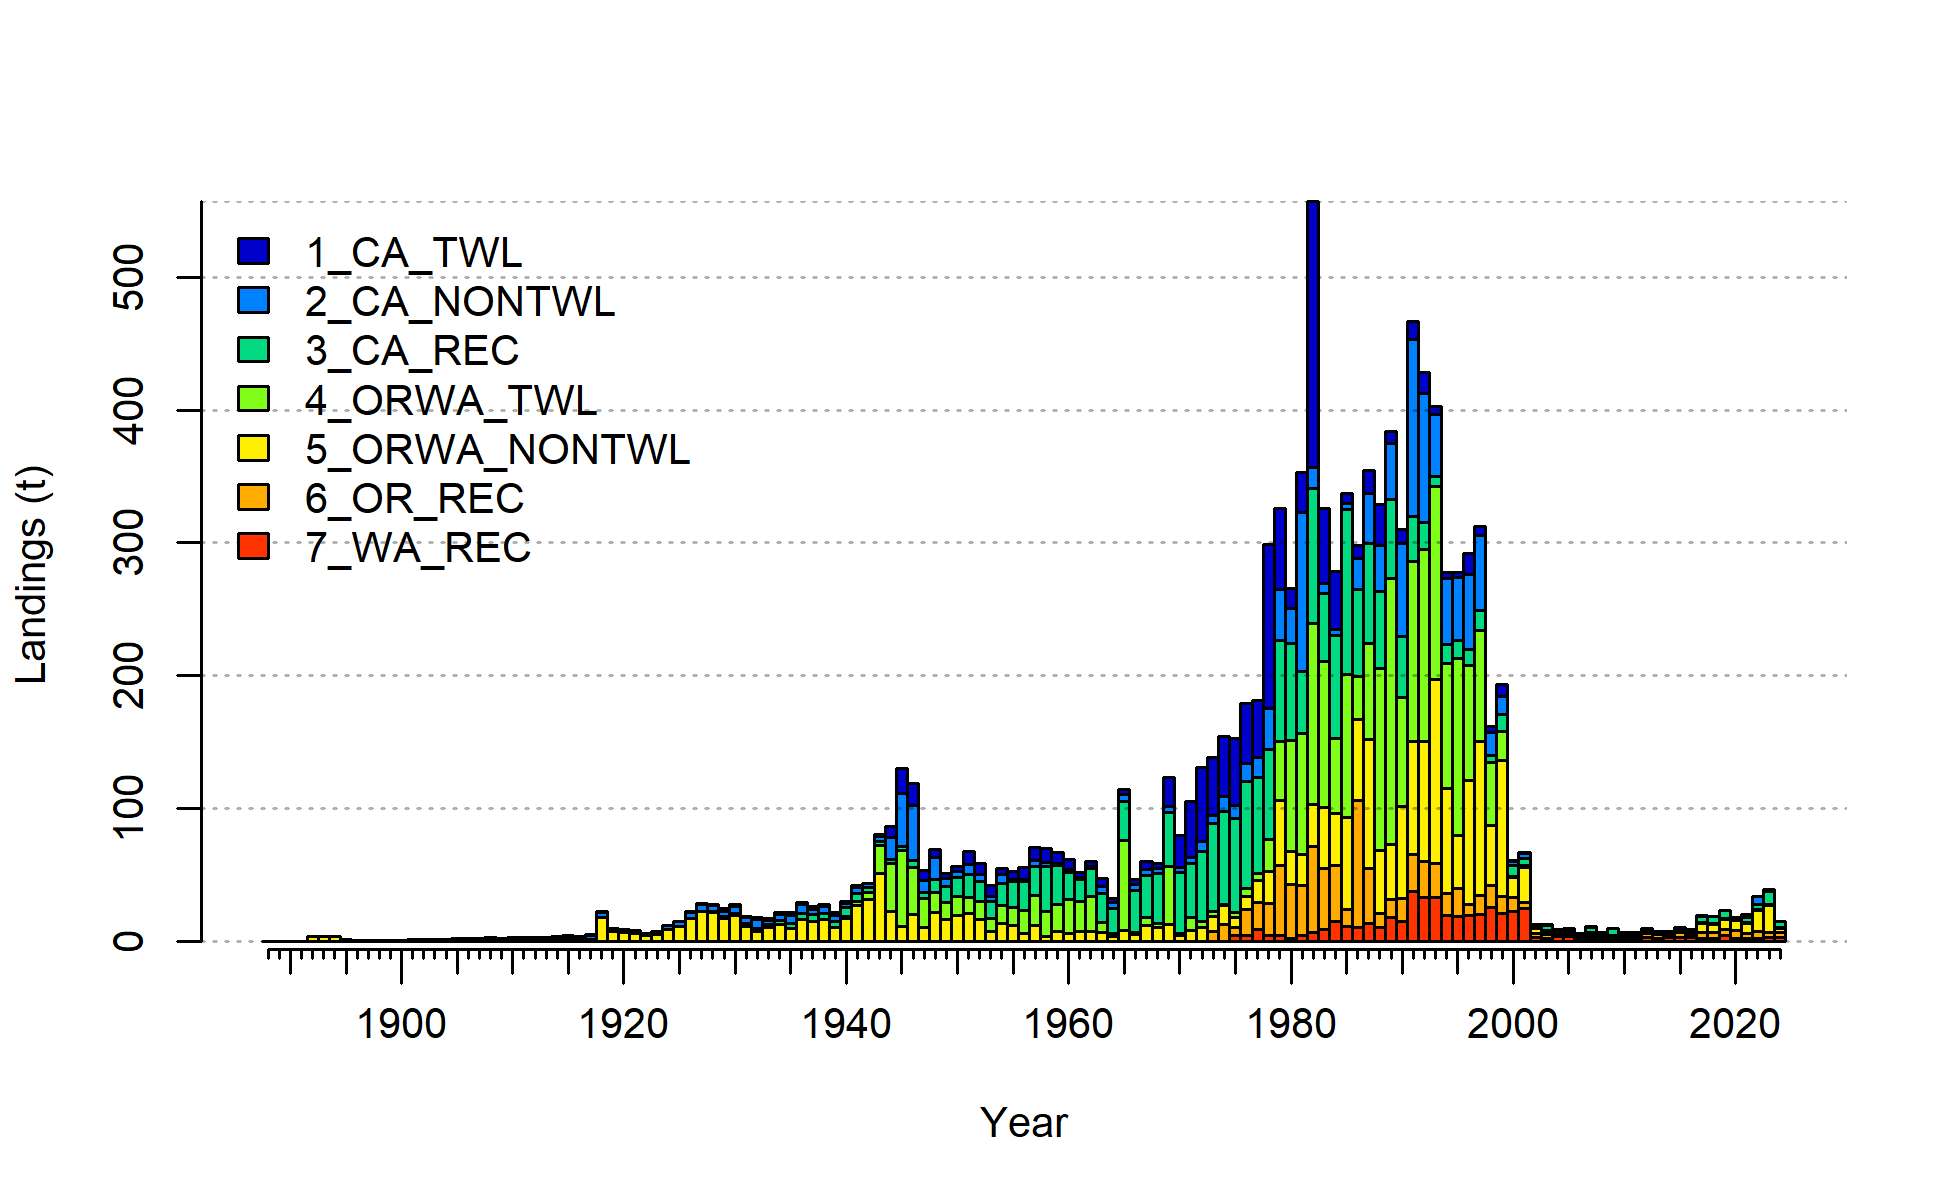 1_CA_TWL
2_CA_NONTWL
3_CA_REC
4_ORWA_TWL
5_ORWA_NONTWL
6_OR_REC
7_WA_REC
Landings (t)
500
400
300
200
100
0
1900 1920 1940 1960 1980 2000 2020
Year